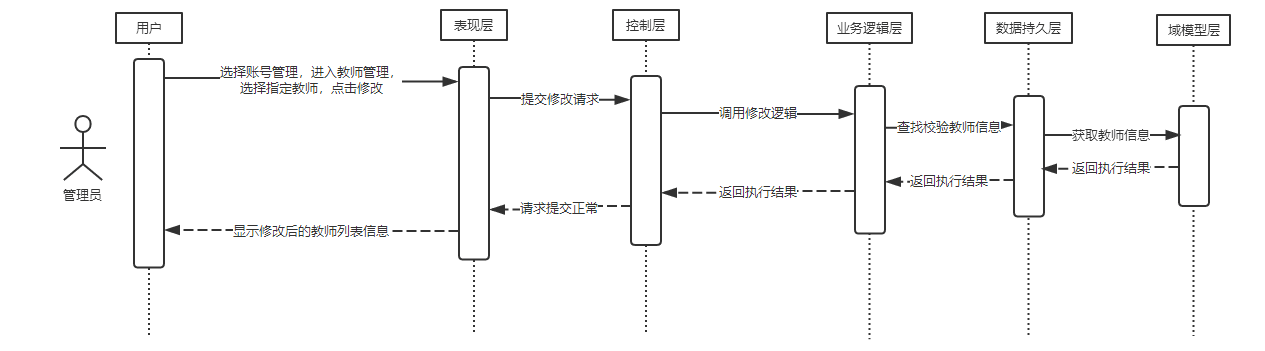 用户
表现层
控制层
业务逻辑层
数据持久层
域模型层
选择账号管理，进入教师管理，
选择指定教师，点击修改
提交修改请求
调用修改逻辑
查找校验教师信息
获取教师信息
返回执行结果
返回执行结果
返回执行结果
请求提交正常
显示修改后的教师列表信息
管理员